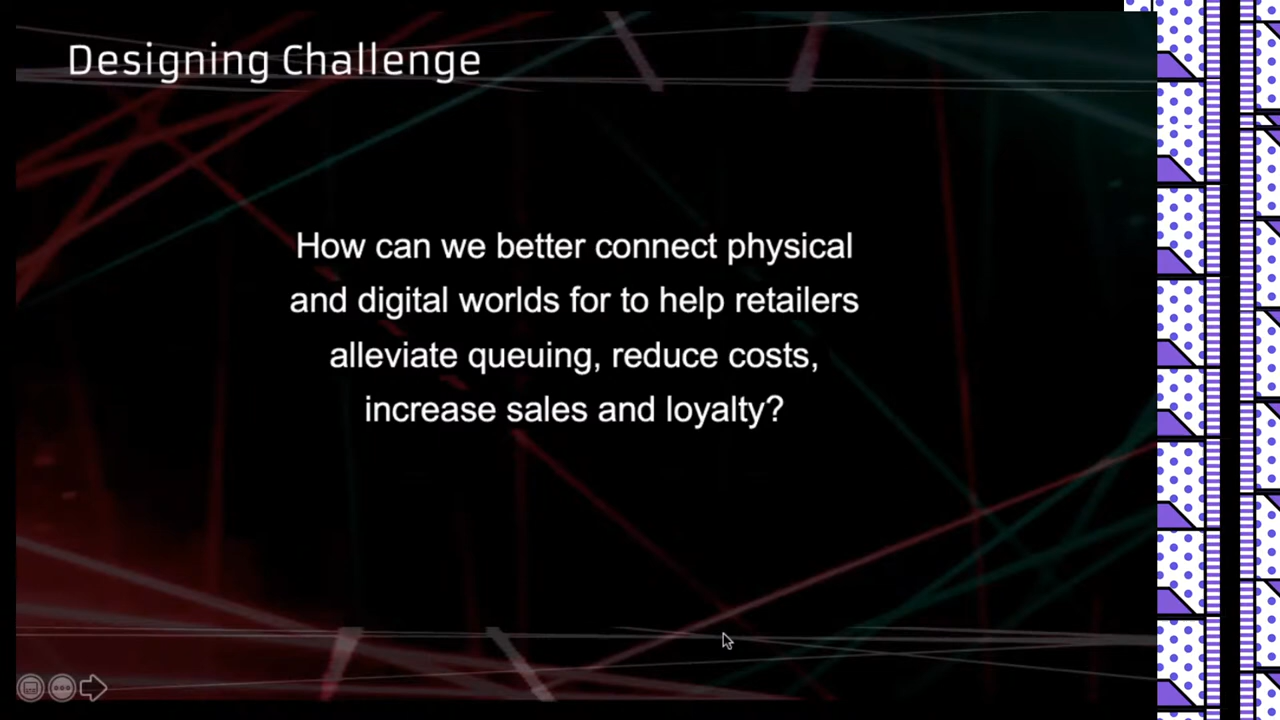 Designing Challenge
How can we better connect physical
and digital worlds for to help retailers
alleviate queuing, reduce costs,
increase sales and loyalty?